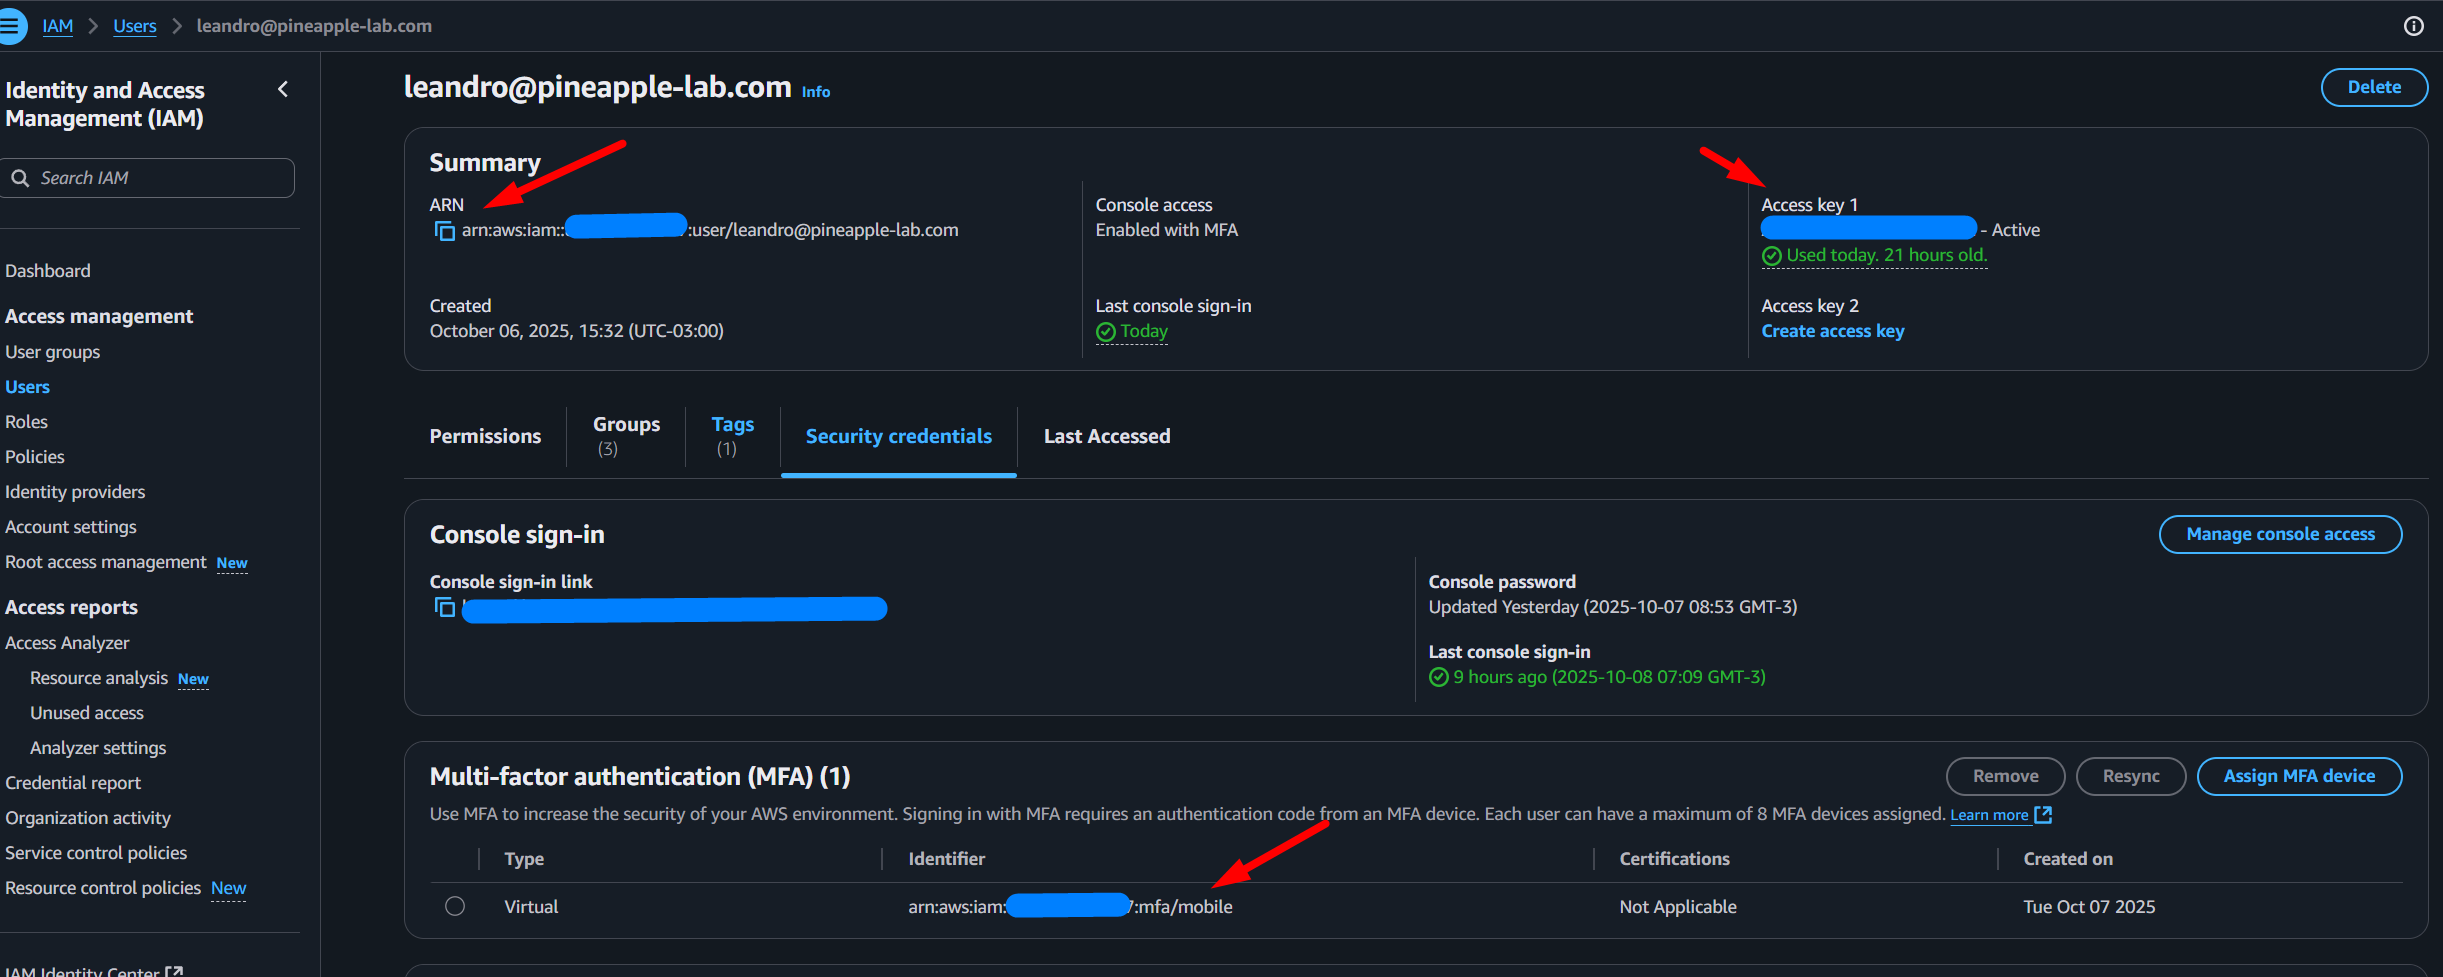 IAM > Users > leandro@pineapple-lab.com
Identity and Access
Management (IAM)
Search IAM
Dashboard
Access management
User groups
Users
Roles
Policies
Identity providers
Account settings
Root access management New
Access reports
Access Analyzer
Resource analysis New
Unused access
Analyzer settings
Credential report
Organization activity
Service control policies
Resource control policies New
IAM Identity Center
leandro@pineapple-lab.com Info
Delete
Summary
ARN
arn:aws:iam:: :user/leandro@pineapple-lab.com
Created
October 06, 2025, 15:32 (UTC-03:00)
Console access
Enabled with MFA
Last console sign-in
Today
Access key 1
- Active
Used today. 21 hours old.
Access key 2
Create access key
Permissions
Groups
(3)
Tags
(1)
Security credentials
Last Accessed
Console sign-in
Manage console access
Console sign-in link
Console password
Updated Yesterday (2025-10-07 08:53 GMT-3)
Last console sign-in
9 hours ago (2025-10-08 07:09 GMT-3)
Multi-factor authentication (MFA) (1)
Remove
Resync
Assign MFA device
Use MFA to increase the security of your AWS environment. Signing in with MFA requires an authentication code from an MFA device. Each user can have a maximum of 8 MFA devices assigned. Learn more
Type Identifier Certifications Created on
Virtual arn:aws:iam: :mfa/mobile Not Applicable Tue Oct 07 2025